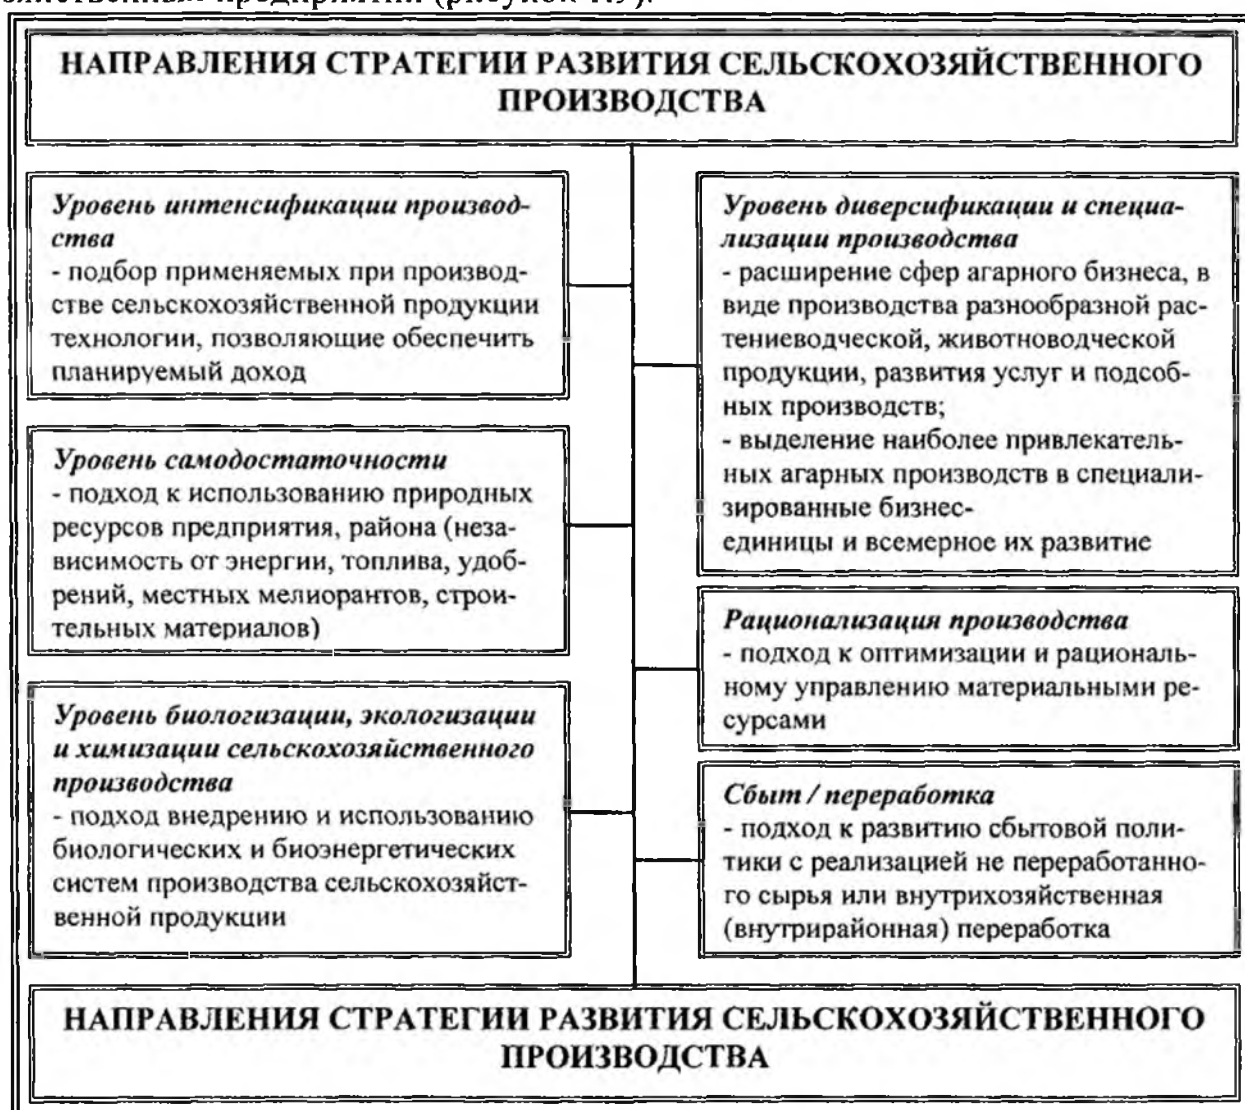 зяйственных предприятий (рисунок 1.9).
НАПРАВЛЕНИЯ СТРАТЕГИИ РАЗВИТИЯ СЕЛЬСКОХОЗЯЙСТВЕННОГО
ПРОИЗВОДСТВА
Уровень интенсификации производ-
ства
- подбор применяемых при производ-
стве сельскохозяйственной продукции
технологии, позволяющие обеспечить
планируемый доход
Уровень самодостаточности
- подход к использованию природных
ресурсов предприятия, района (неза-
висимость от энергии, топлива, удоб-
рений, местных мелиорантов, строи-
тельных материалов)
Уровень биологизации, экологизации
и химизации сельскохозяйственного
производства
- подход внедрению и использованию
биологических и биоэнергетических
систем производства сельскохозяйст-
венной продукции
Уровень диверсификации и специа-
лизации производства
- расширение сфер агарного бизнеса, в
виде производства разнообразной рас-
тениеводческой, животноводческой
продукции, развития услуг и подсоб-
ных производств;
- выделение наиболее привлекатель-
ных агарных производств в специали-
зированные бизнес-
единицы и всемерное их развитие
Рационализация производства
- подход к оптимизации и рациональ-
ному управлению материальными ре-
сурсами
Сбыт / переработка
- подход к развитию сбытовой поли-
тики с реализацией не переработанно-
го сырья или внутрихозяйственная
(внутрирайонная) переработка
НАПРАВЛЕНИЯ СТРАТЕГИИ РАЗВИТИЯ СЕЛЬСКОХОЗЯЙСТВЕННОГО
ПРОИЗВОДСТВА